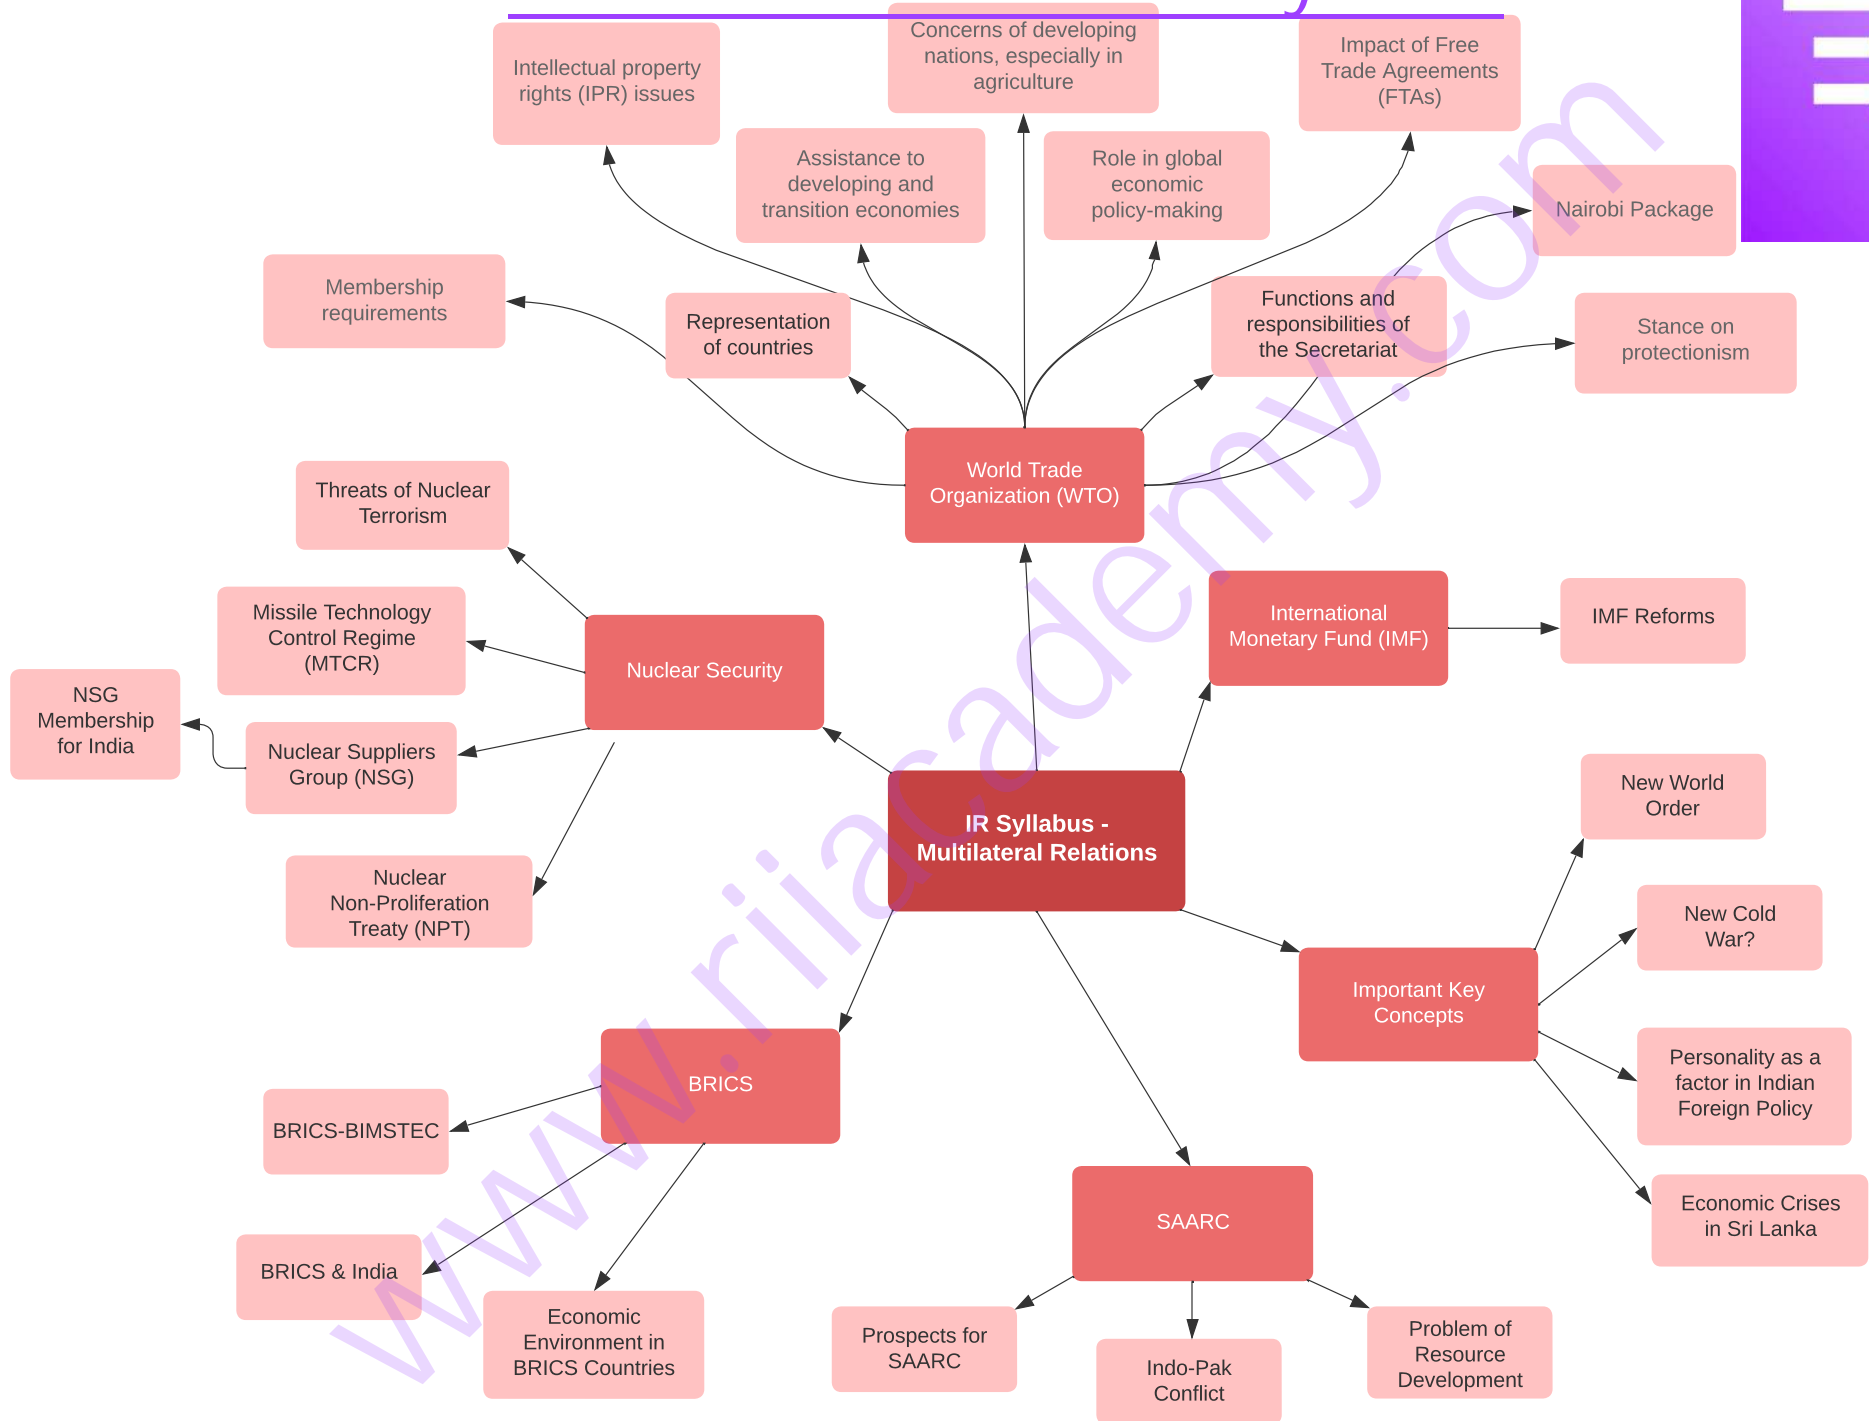 Concerns of developing
nations, especially in
agriculture
Impact of Free
Trade Agreements
(FTAs)
Intellectual property
rights (IPR) issues
Assistance to
developing and
transition economies
Role in global
economic
policy-making
Nairobi Package
Membership
requirements
Representation
of countries
Functions and
responsibilities of
the Secretariat
Stance on
protectionism
World Trade
Organization (WTO)
Threats of Nuclear
Terrorism
Missile Technology
Control Regime
(MTCR)
Nuclear Security
International
Monetary Fund (IMF)
IMF Reforms
NSG
Membership
for India
Nuclear Suppliers
Group (NSG)
Nuclear
Non-Proliferation
Treaty (NPT)
IR Syllabus -
Multilateral Relations
New World
Order
New Cold
War?
Important Key
Concepts
Personality as a
factor in Indian
Foreign Policy
Economic Crises
in Sri Lanka
BRICS
BRICS-BIMSTEC
BRICS & India
Economic
Environment in
BRICS Countries
SAARC
Prospects for
SAARC
Indo-Pak
Conflict
Problem of
Resource
Development